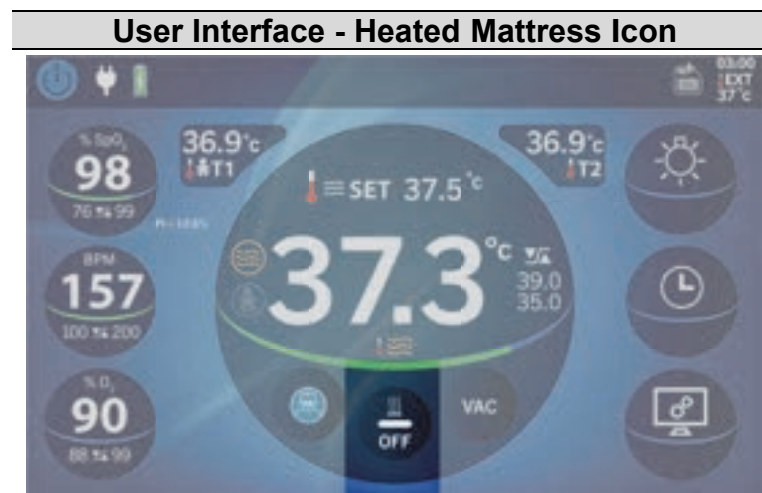 User Interface - Heated Mattress Icon
03:00
EXT
37°c
% SpO₂
98
76 99
36.9°c
T1
36.9°c
T2
SET 37.5°c
37.3°c
39.0
35.0
BPM
157
100 200
% O₂
90
88 99
OFF
VAC